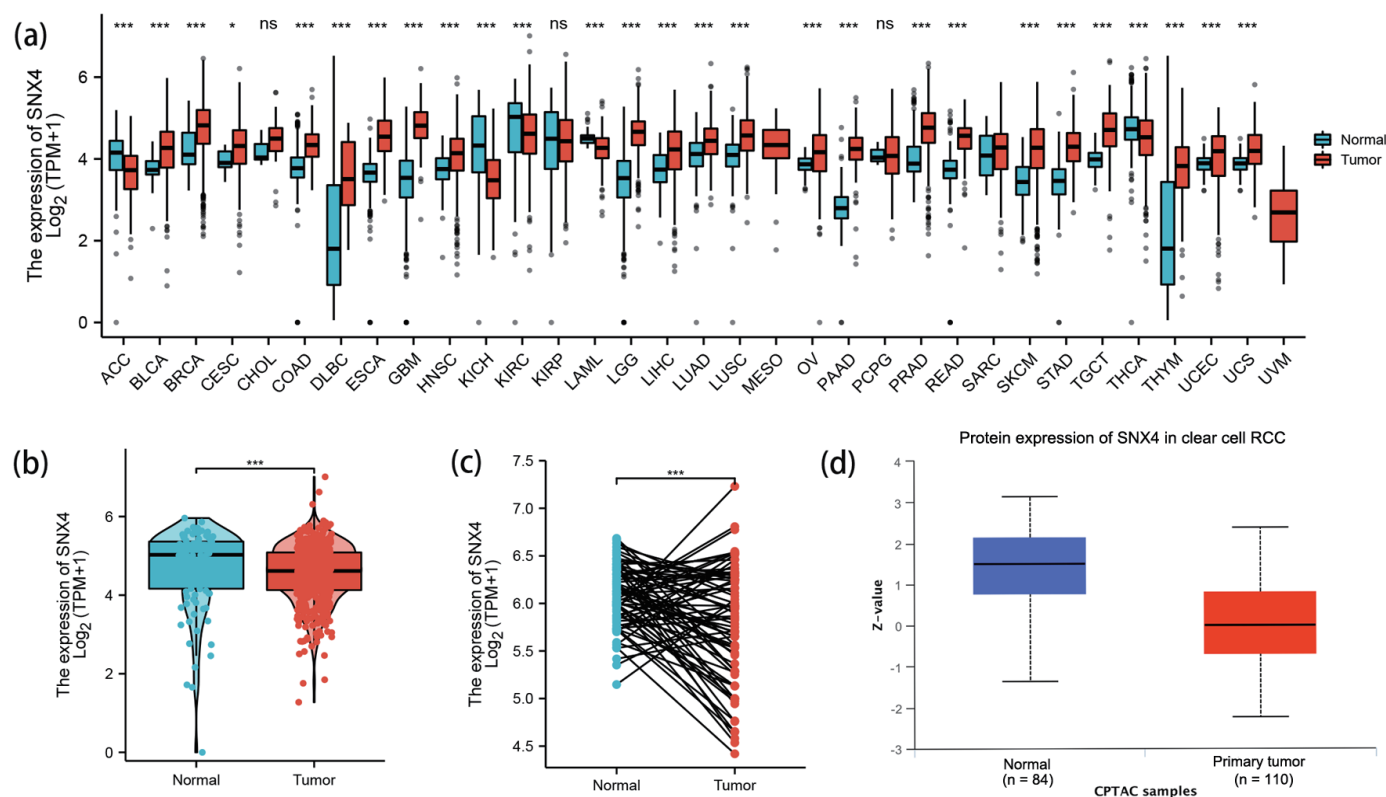 (a)
*** *** *** * ns *** *** *** *** *** *** *** ns *** *** *** *** *** *** *** ns *** *** *** *** *** *** *** *** ***
The expression of SNX4
Log2 (TPM+1)
6
4
2
0
Normal
Tumor
ACC BLCA BRCA CESC CHOL COAD DLBC ESCA GBM HNSC KICH KIRC KIRP LAML LGG LIHC LUAD LUSC MESO OV PAAD PCPG PRAD READ SARC SKCM STAD TGCT THCA THYM UCEC UCS UVM
(b)
***
The expression of SNX4
Log2 (TPM+1)
6
4
2
0
Normal Tumor
(c)
***
The expression of SNX4
Log2 (TPM+1)
7.5
7.0
6.5
6.0
5.5
5.0
4.5
Normal Tumor
(d)
Protein expression of SNX4 in clear cell RCC
Z-value
4
3
2
1
0
-1
-2
-3
Normal
(n = 84)
Primary tumor
(n = 110)
CPTAC samples